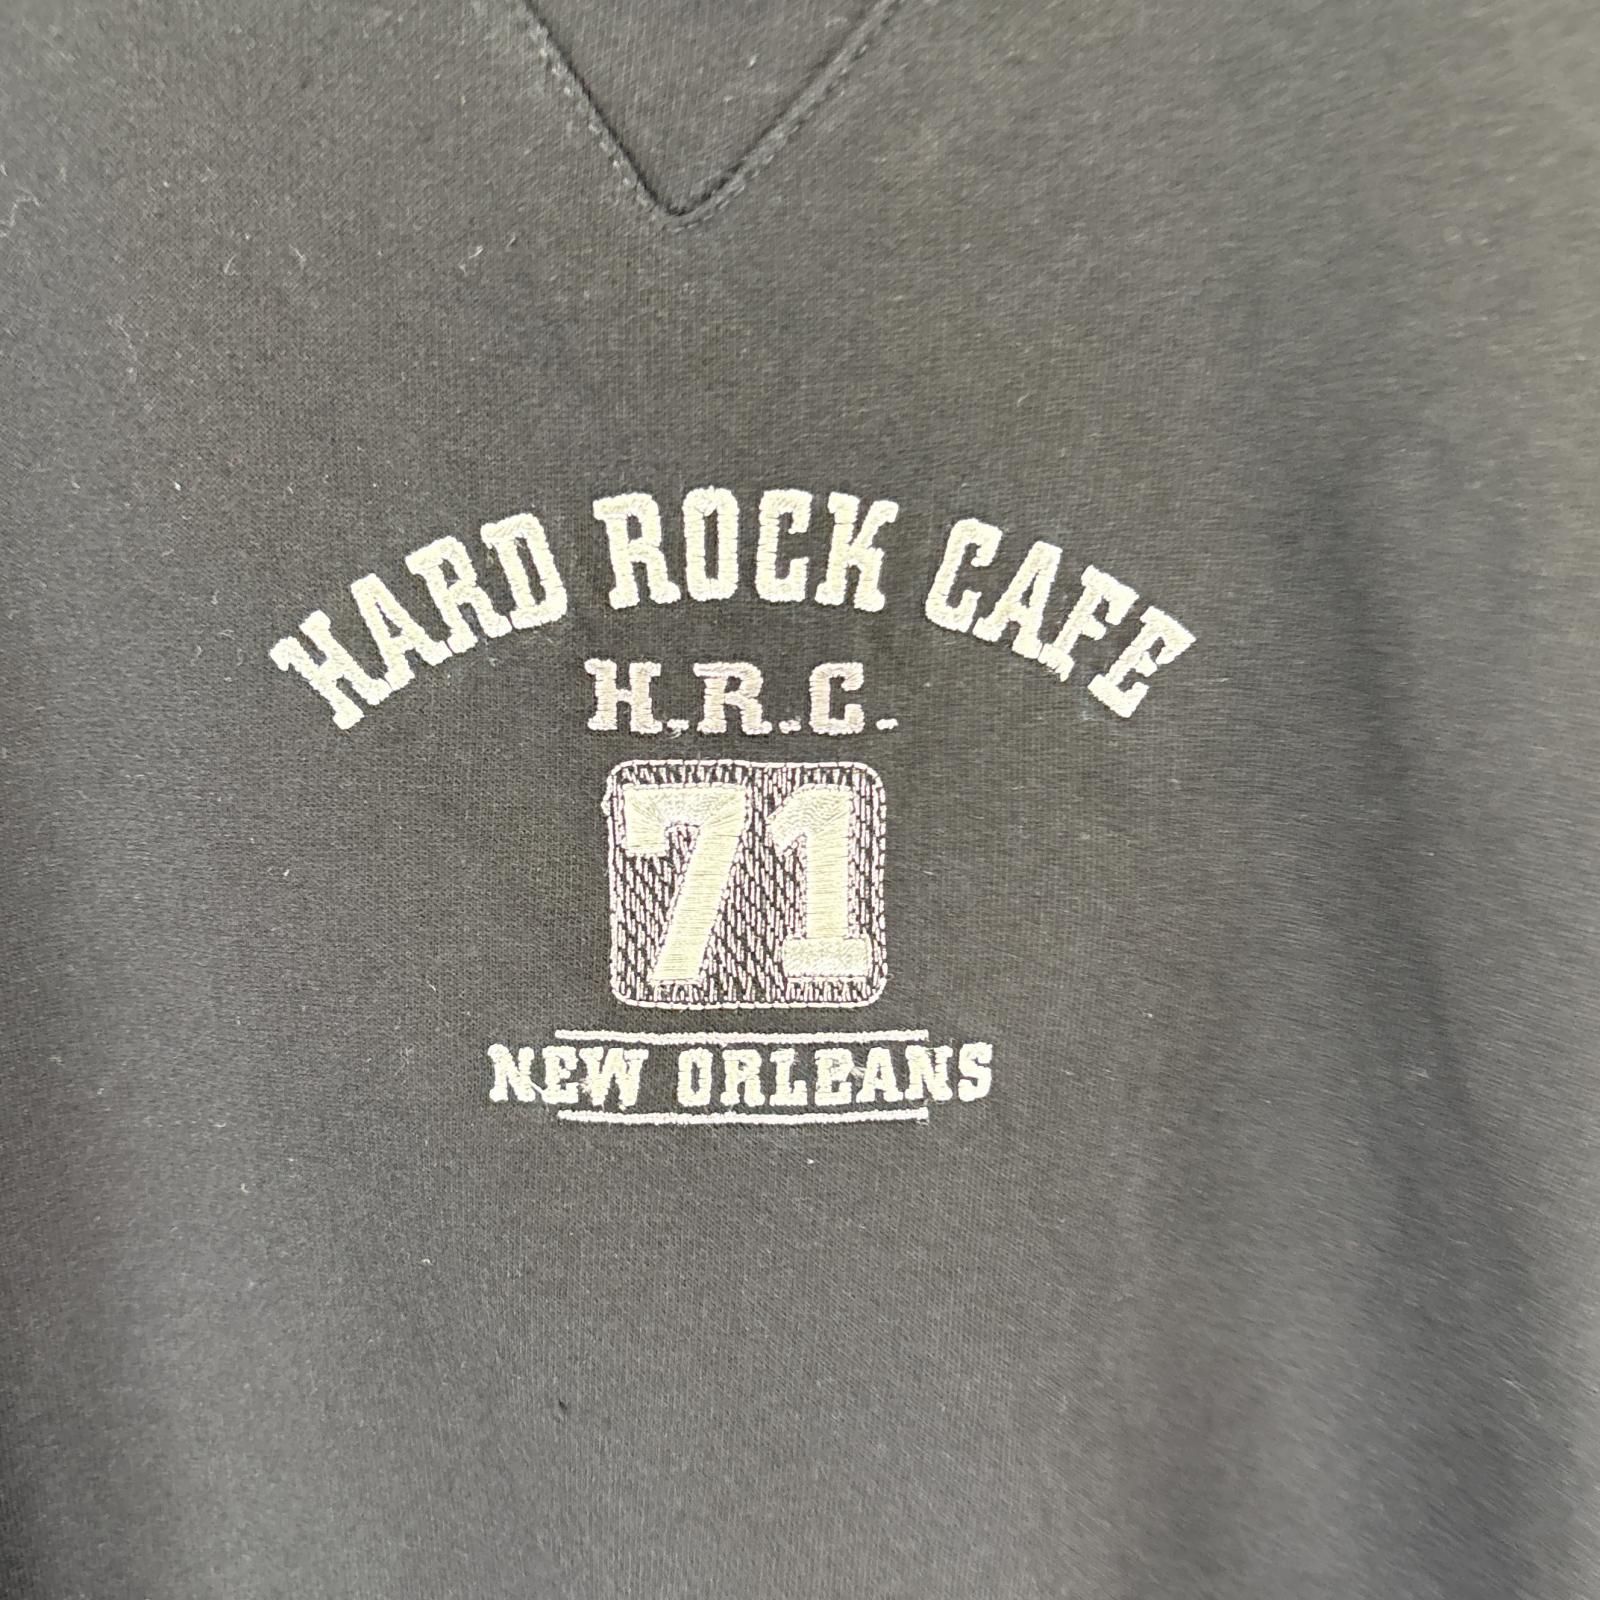 HARD ROCK CAFE
H.R.C.
71
NEW ORLEANS